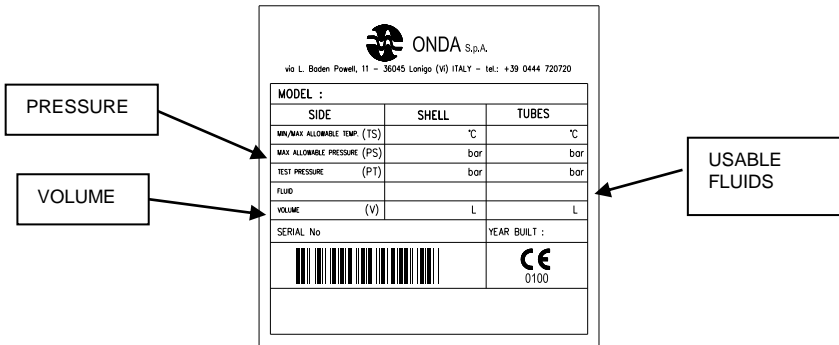 ONDA S.p.A.
via L. Baden Powell, 11 - 36045 Lonigo (Vi) ITALY - tel.: +39 0444 720720
MODEL :
SIDE SHELL TUBES
MIN/MAX ALLOWABLE TEMP. (TS) °C °C
PRESSURE
MAX ALLOWABLE PRESSURE (PS) bar bar
TEST PRESSURE (PT) bar bar
USABLE
FLUIDS
FLUID
VOLUME
VOLUME (V) L L
SERIAL No YEAR BUILT :
CE
0100